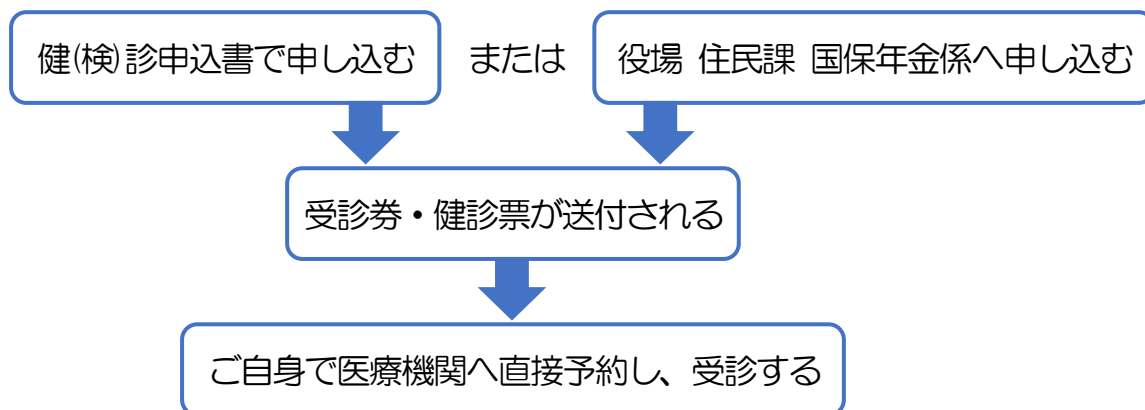 健(検)診申込書で申し込む または 役場 住民課 国保年金係へ申し込む
受診券・健診票が送付される
ご自身で医療機関へ直接予約し、受診する